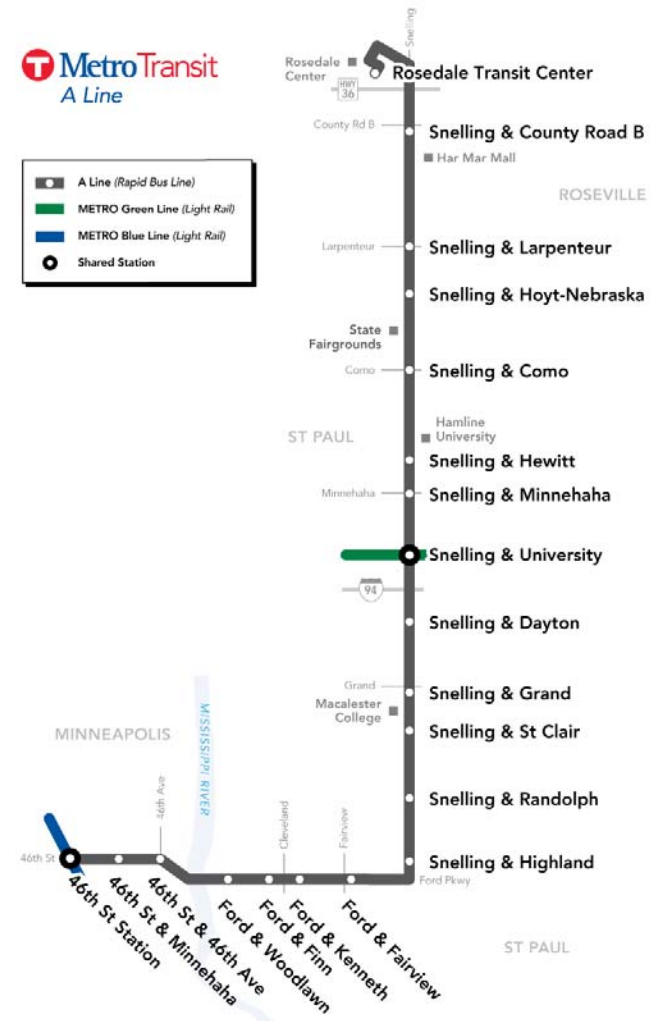 T Metro Transit
A Line
A Line (Rapid Bus Line)
METRO Green Line (Light Rail)
METRO Blue Line (Light Rail)
Shared Station
Snelling
Rosedale
Center
HWY
36
Rosedale Transit Center
County Rd B
Snelling & County Road B
Har Mar Mall
ROSEVILLE
Larpenteur
Snelling & Larpenteur
Snelling & Hoyt-Nebraska
State
Fairgrounds
Como
Snelling & Como
Hamline
University
ST PAUL
Snelling & Hewitt
Minnehaha
Snelling & Minnehaha
Snelling & University
94
Snelling & Dayton
Grand
Snelling & Grand
Macalester
College
Snelling & St Clair
MINNEAPOLIS
MISSISSIPPI RIVER
Snelling & Randolph
46th Ave
Cleveland
Fairview
46th St
Snelling & Highland
Ford Pkwy
46th St Station
46th St & Minnehaha
46th St & 46th Ave
Ford & Woodlawn
Ford & Finn
Ford & Kenneth
Ford & Fairview
ST PAUL